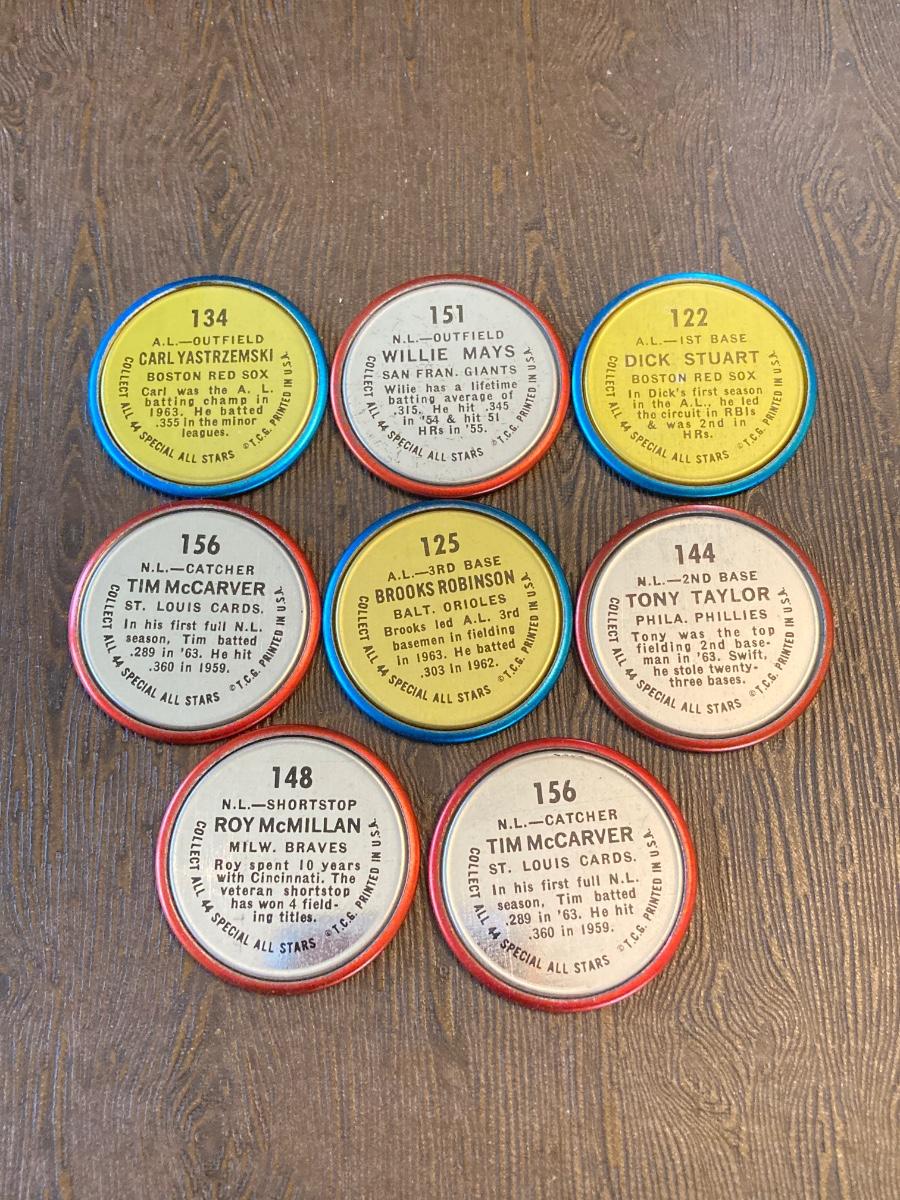 134
A.L.—OUTFIELD
CARL YASTRZEMSKI
BOSTON RED SOX
Carl was the A. L.
batting champ in
1963. He batted
.355 in the minor
leagues.
COLLECT ALL 44 SPECIAL ALL STARS ©T.C.G. PRINTED IN U.S.A.
151
N.L.—OUTFIELD
WILLIE MAYS
SAN FRAN. GIANTS
Wilie has a lifetime
batting average of
.315. He hit .345
in '54 & hit 51
HRs in '55.
COLLECT ALL 44 SPECIAL ALL STARS ©T.C.G. PRINTED IN U.S.A.
122
A.L.—1ST BASE
DICK STUART
BOSTON RED SOX
In Dick's first season
in the A.L., he led
the circuit in RBIs
& was 2nd in
HRs.
COLLECT ALL 44 SPECIAL ALL STARS ©T.C.G. PRINTED IN U.S.A.
156
N.L.—CATCHER
TIM McCARVER
ST. LOUIS CARDS.
In his first full N.L.
season, Tim batted
.289 in '63. He hit
.360 in 1959.
COLLECT ALL 44 SPECIAL ALL STARS ©T.C.G. PRINTED IN U.S.A.
125
A.L.—3RD BASE
BROOKS ROBINSON
BALT. ORIOLES
Brooks led A.L. 3rd
basemen in fielding
in 1963. He batted
.303 in 1962.
COLLECT ALL 44 SPECIAL ALL STARS ©T.C.G. PRINTED IN U.S.A.
144
N.L.—2ND BASE
TONY TAYLOR
PHILA. PHILLIES
Tony was the top
fielding 2nd base-
man in '63. Swift,
he stole twenty-
three bases.
COLLECT ALL 44 SPECIAL ALL STARS ©T.C.G. PRINTED IN U.S.A.
148
N.L.—SHORTSTOP
ROY McMILLAN
MILW. BRAVES
Roy spent 10 years
with Cincinnati. The
veteran shortstop
has won 4 field-
ing titles.
COLLECT ALL 44 SPECIAL ALL STARS ©T.C.G. PRINTED IN U.S.A.
156
N.L.—CATCHER
TIM McCARVER
ST. LOUIS CARDS.
In his first full N.L.
season, Tim batted
.289 in '63. He hit
.360 in 1959.
COLLECT ALL 44 SPECIAL ALL STARS ©T.C.G. PRINTED IN U.S.A.